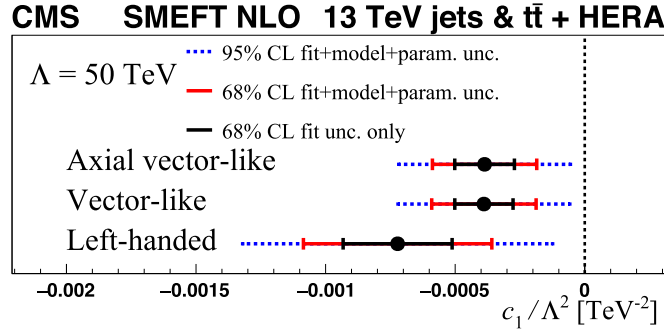 CMS SMEFT NLO 13 TeV jets & tt̄ + HERA
95% CL fit+model+param. unc.
Λ = 50 TeV
68% CL fit+model+param. unc.
68% CL fit unc. only
Axial vector-like
Vector-like
Left-handed
−0.002 −0.0015 −0.001 −0.0005 0
c₁/Λ² [TeV⁻²]